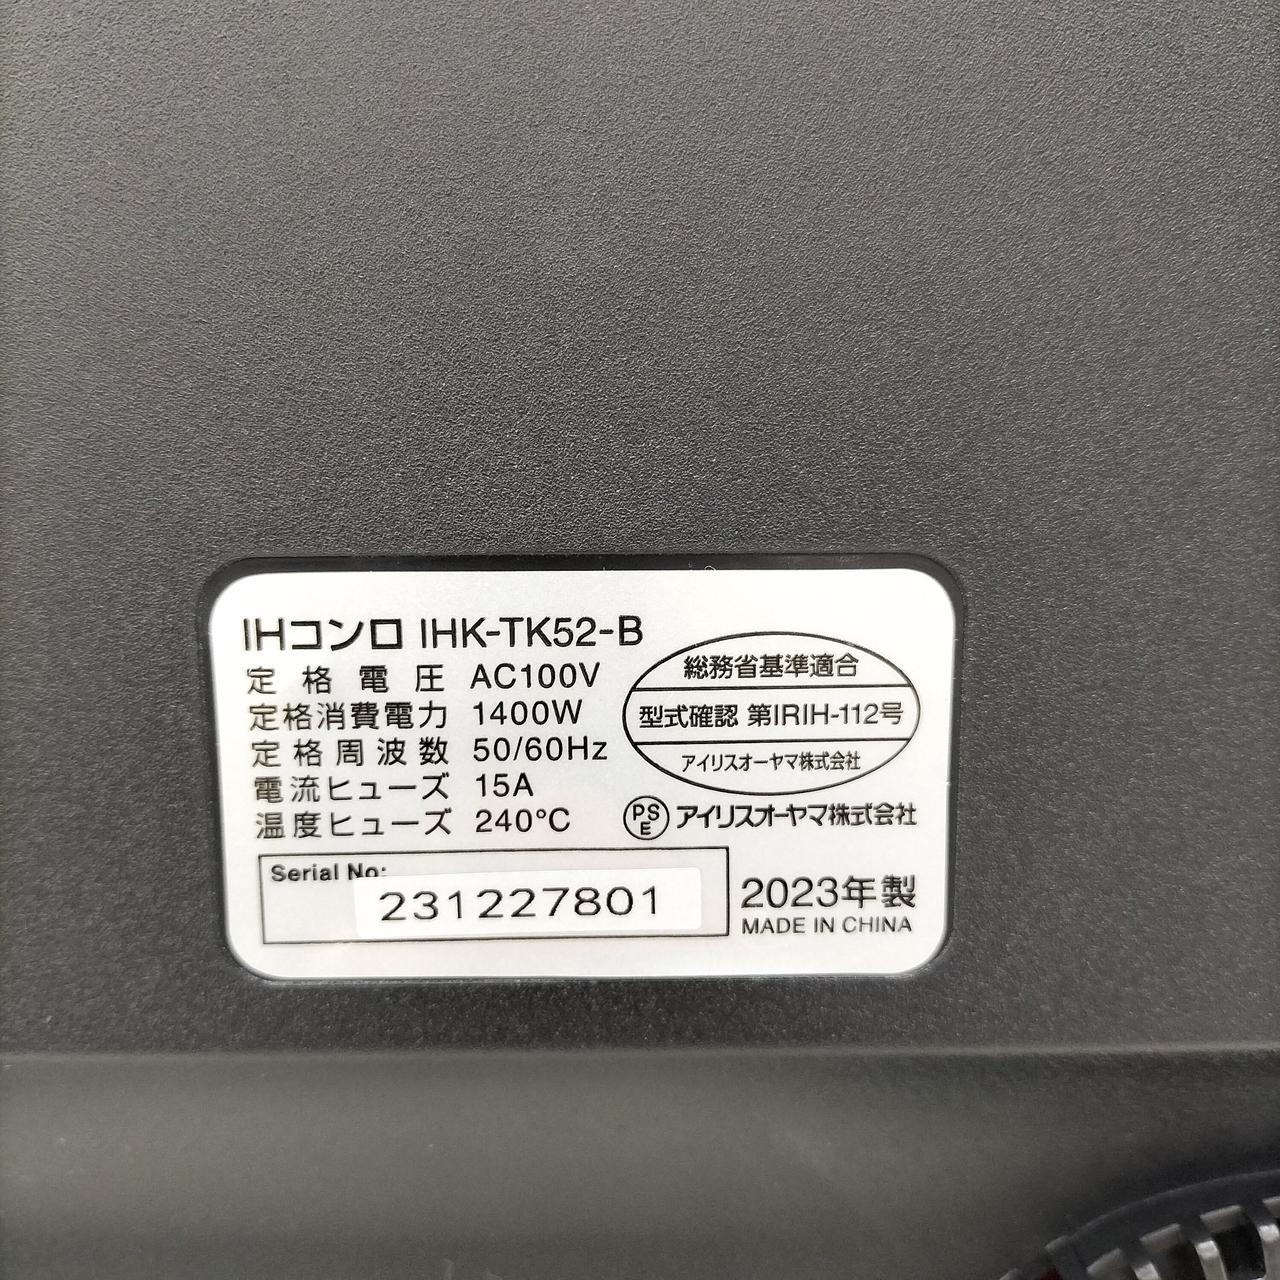 IHコンロ IHK-TK52-B
定格電圧 AC100V
定格消費電力 1400W
定格周波数 50/60Hz
電流ヒューズ 15A
温度ヒューズ 240℃
総務省基準適合
型式確認 第IRIH-112号
アイリスオーヤマ株式会社
PSE アイリスオーヤマ株式会社
Serial No:
231227801
2023年製
MADE IN CHINA